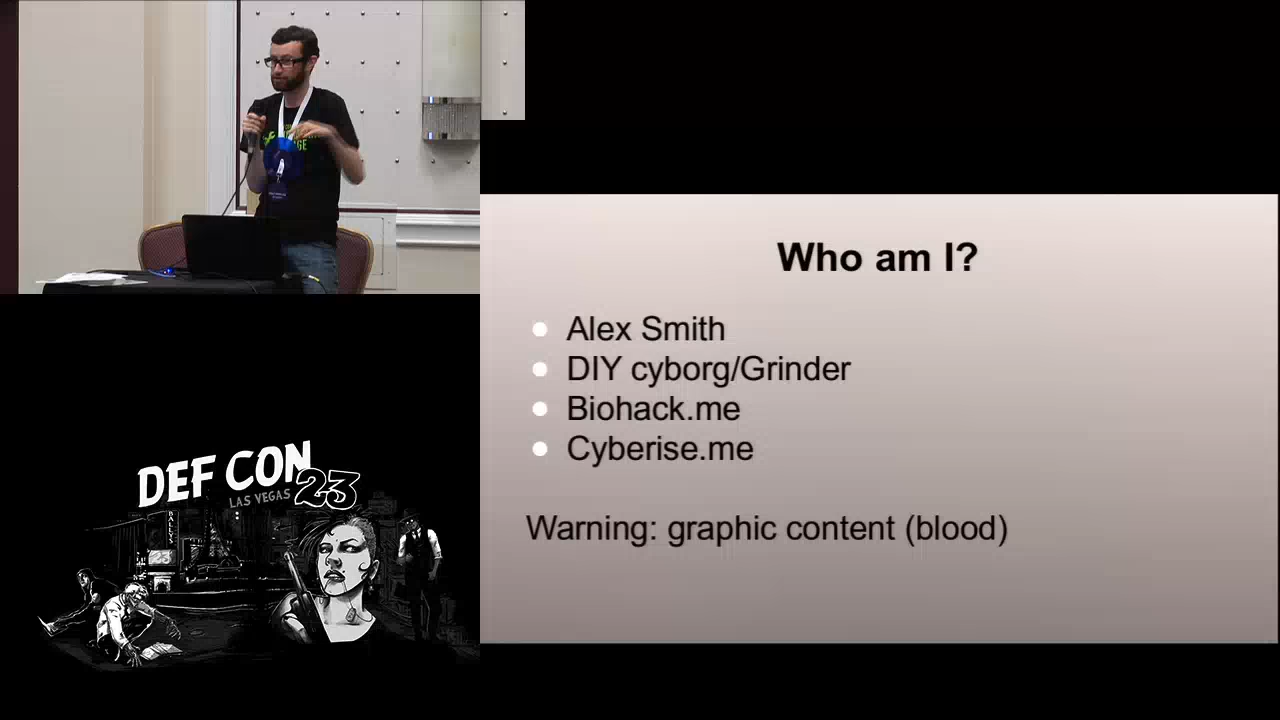 Who am I?
Alex Smith
DIY cyborg/Grinder
Biohack.me
Cyberise.me
Warning: graphic content (blood)
DEF CON
LAS VEGAS 23
BALLY'S